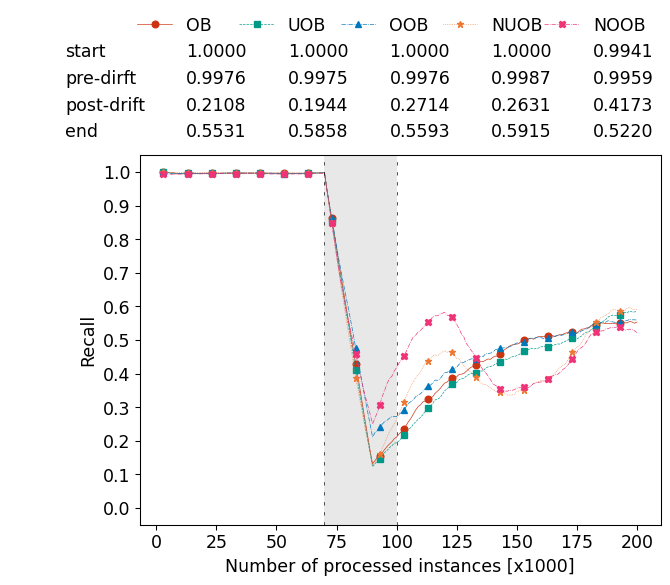 OB UOB OOB NUOB NOOB
start 1.0000 1.0000 1.0000 1.0000 0.9941
pre-dirft 0.9976 0.9975 0.9976 0.9987 0.9959
post-drift 0.2108 0.1944 0.2714 0.2631 0.4173
end 0.5531 0.5858 0.5593 0.5915 0.5220
1.0
0.9
0.8
0.7
0.6
0.5
0.4
0.3
0.2
0.1
0.0
Recall
0 25 50 75 100 125 150 175 200
Number of processed instances [x1000]